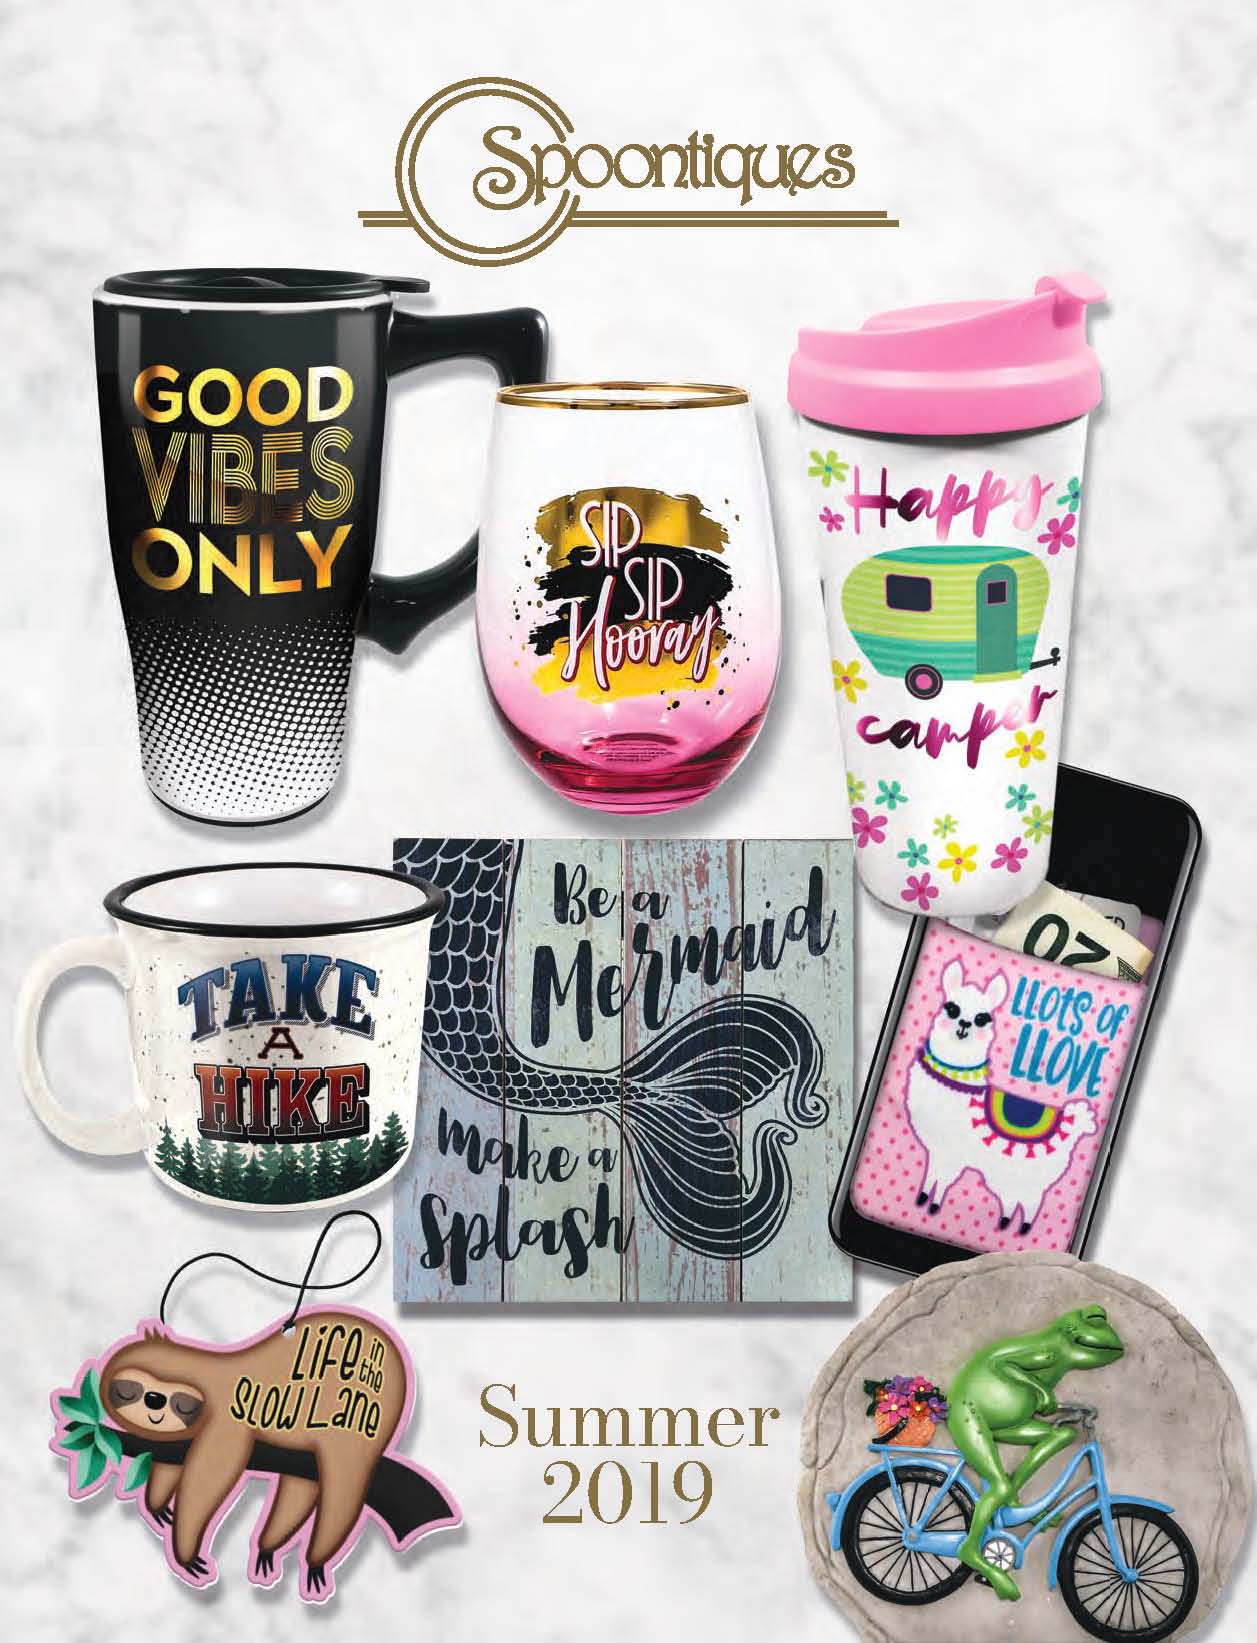 Spoontiques
GOOD
VIBES
ONLY
SIP
SIP
Hooray
Happy
camper
TAKE
A
HIKE
Be a
Mermaid
make a
Splash
20
LLOTS OF
LLOVE
Life in
the
SLOW Lane
Summer
2019